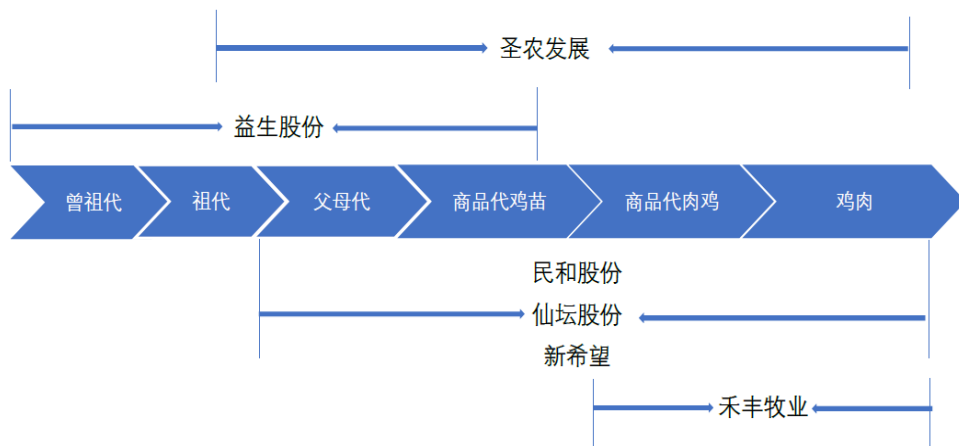 圣农发展
益生股份
曾祖代
祖代
父母代
商品代鸡苗
商品代肉鸡
鸡肉
民和股份
仙坛股份
新希望
禾丰牧业